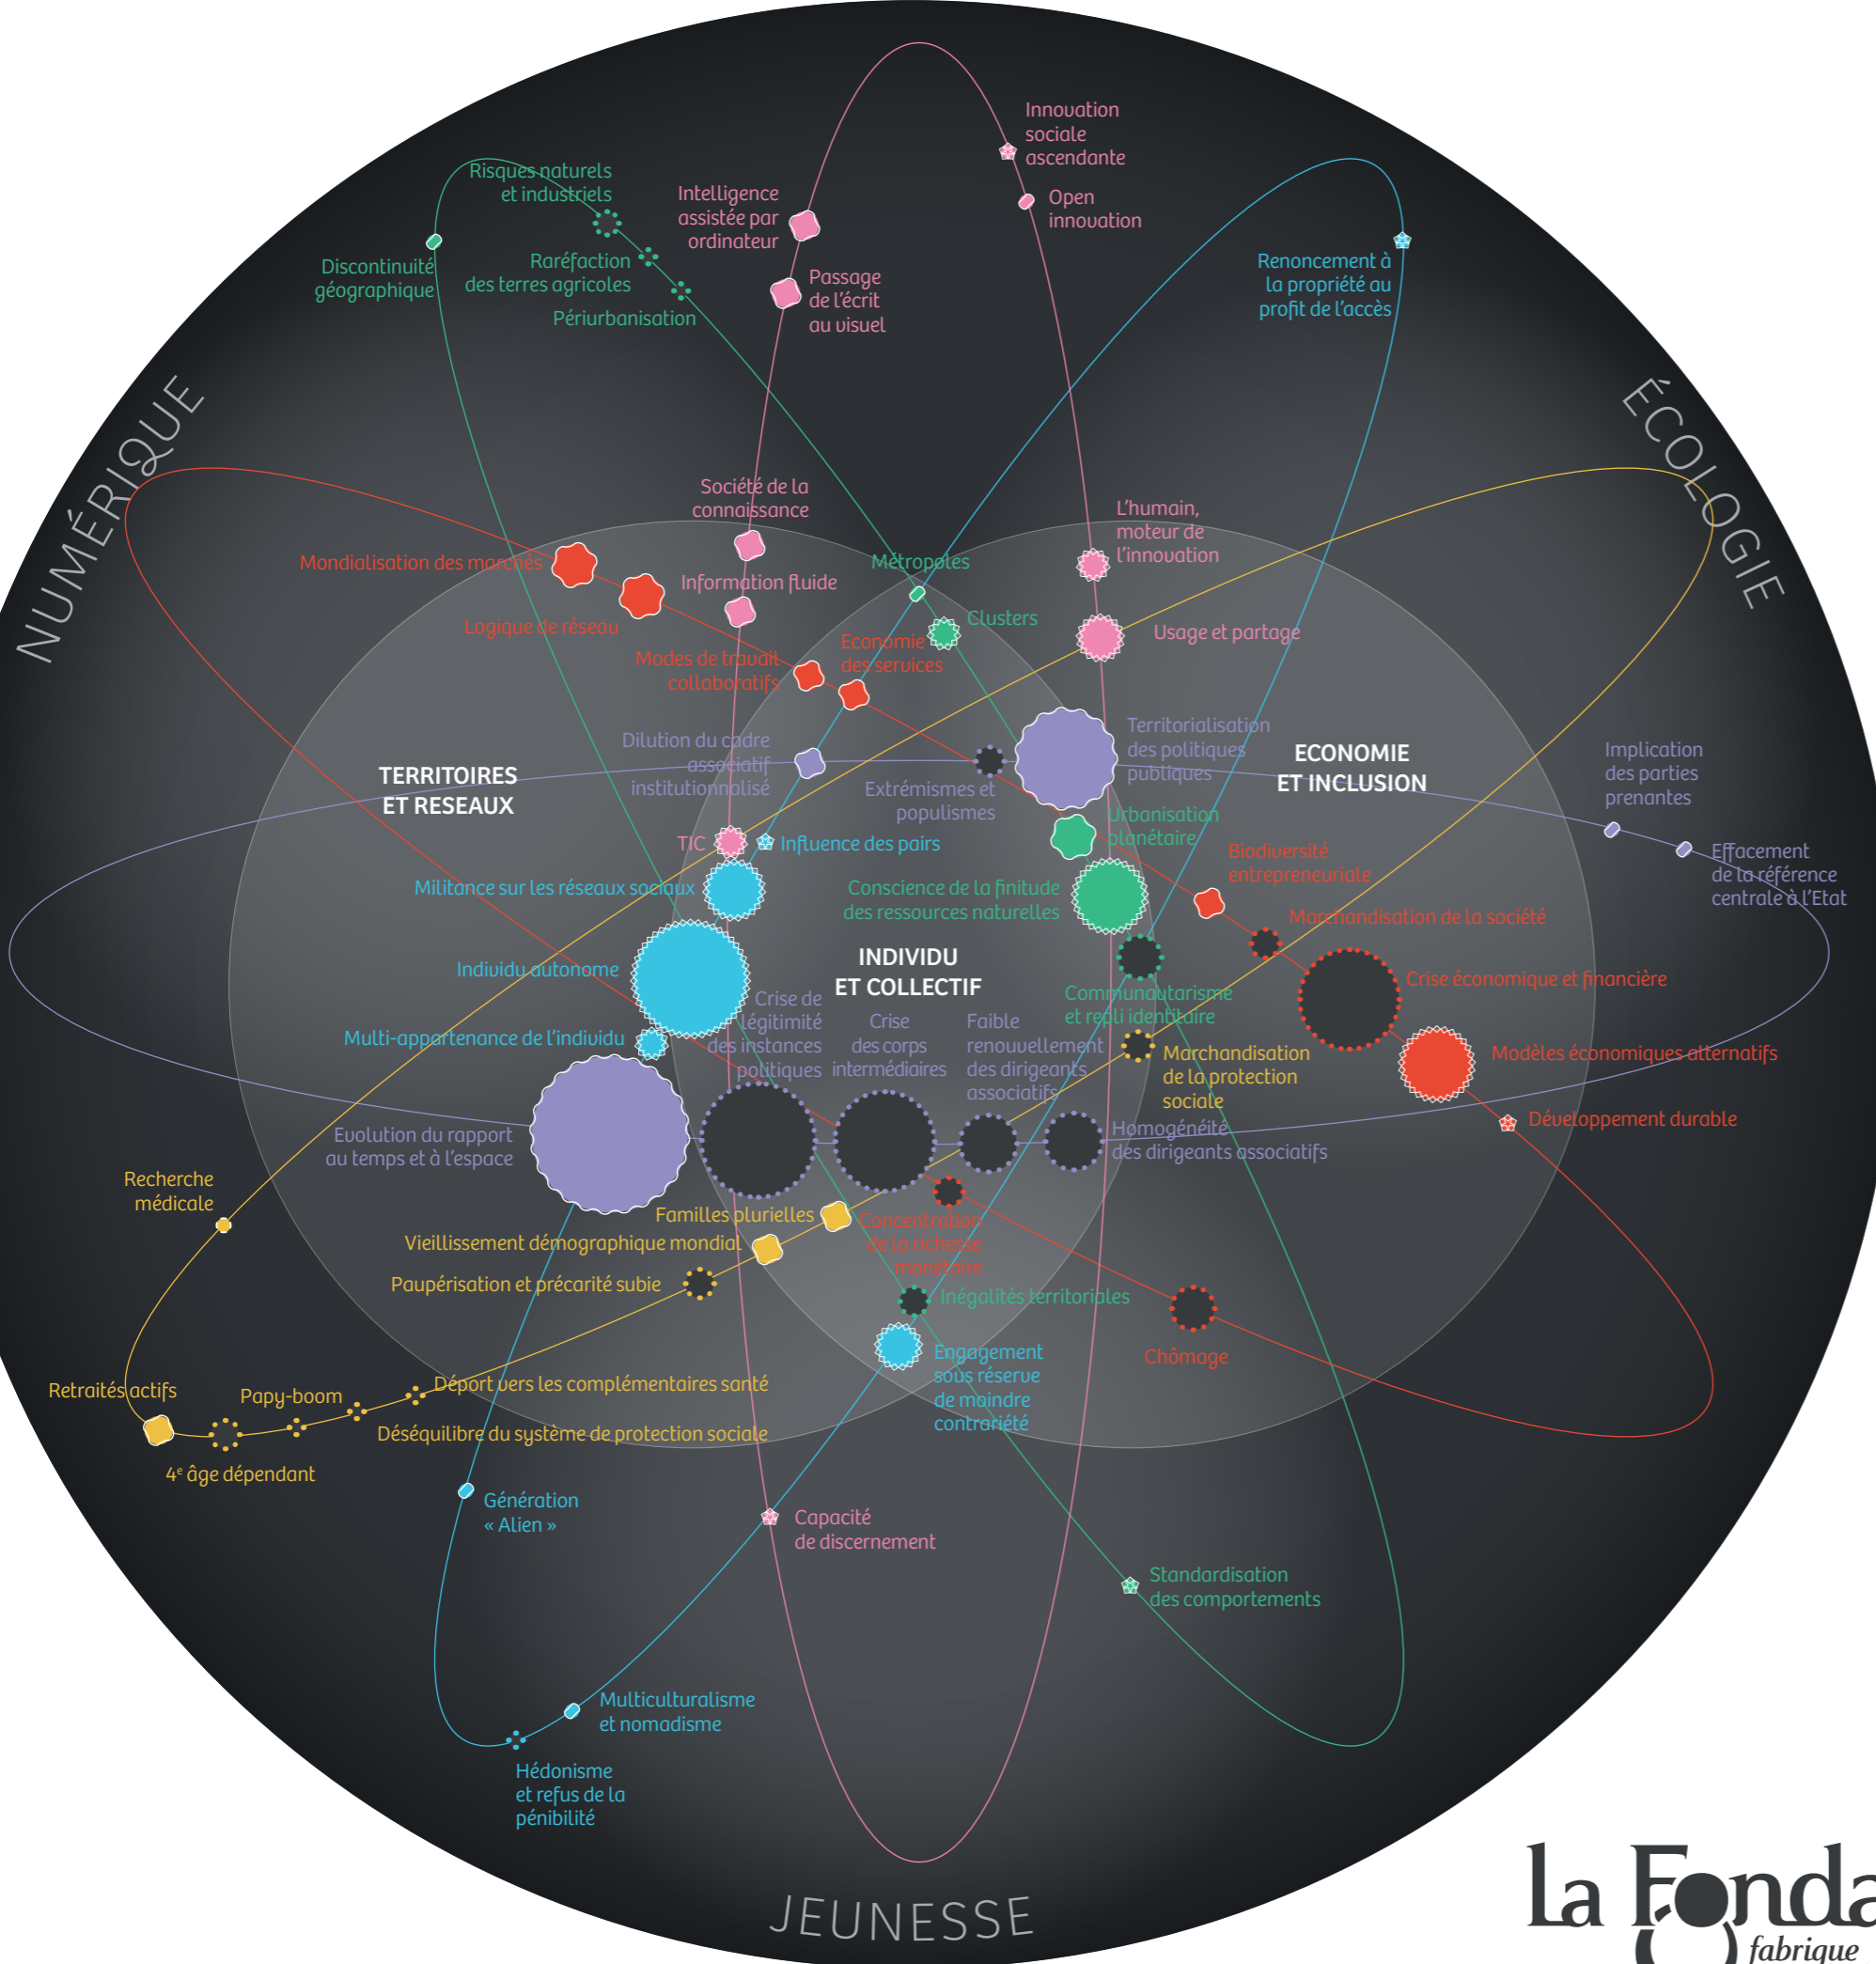 Innovation
sociale
ascendante
Open
innovation
Risques naturels
et industriels
Intelligence
assistée par
ordinateur
Discontinuité
géographique
Raréfaction
des terres agricoles
Périurbanisation
Passage
de l'écrit
au visuel
Renoncement à
la propriété au
profit de l'accès
NUMÉRIQUE
ÉCOLOGIE
Société de la
connaissance
L'humain,
moteur de
l'innovation
Mondialisation des marchés
Métropoles
Information fluide
Clusters
Logique de réseau
Usage et partage
Modes de travail
collaboratifs
Economie
des services
Dilution du cadre
associatif
institutionnalisé
Territorialisation
des politiques
publiques
TERRITOIRES
ET RESEAUX
ECONOMIE
ET INCLUSION
Implication
des parties
prenantes
Extrémismes et
populismes
Urbanisation
planétaire
TIC
Influence des pairs
Biodiversité
entrepreneuriale
Effacement
de la référence
centrale à l'Etat
Militance sur les réseaux sociaux
Conscience de la finitude
des ressources naturelles
Marchandisation de la société
Individu autonome
INDIVIDU
ET COLLECTIF
Crise économique et financière
Communautarisme
et repli identitaire
Crise de
légitimité
des instances
politiques
Crise
des corps
intermédiaires
Faible
renouvellement
des dirigeants
associatifs
Multi-appartenance de l'individu
Marchandisation
de la protection
sociale
Modèles économiques alternatifs
Développement durable
Evolution du rapport
au temps et à l'espace
Homogénéité
des dirigeants associatifs
Recherche
médicale
Familles plurielles
Concentration
de la richesse
monétaire
Vieillissement démographique mondial
Paupérisation et précarité subie
Inégalités territoriales
Chômage
Engagement
sous réserve
de moindre
contrariété
Retraités actifs
Papy-boom
Déport vers les complémentaires santé
Déséquilibre du système de protection sociale
4e âge dépendant
Génération
« Alien »
Capacité
de discernement
Standardisation
des comportements
Multiculturalisme
et nomadisme
Hédonisme
et refus de la
pénibilité
JEUNESSE
la Fonda
fabrique